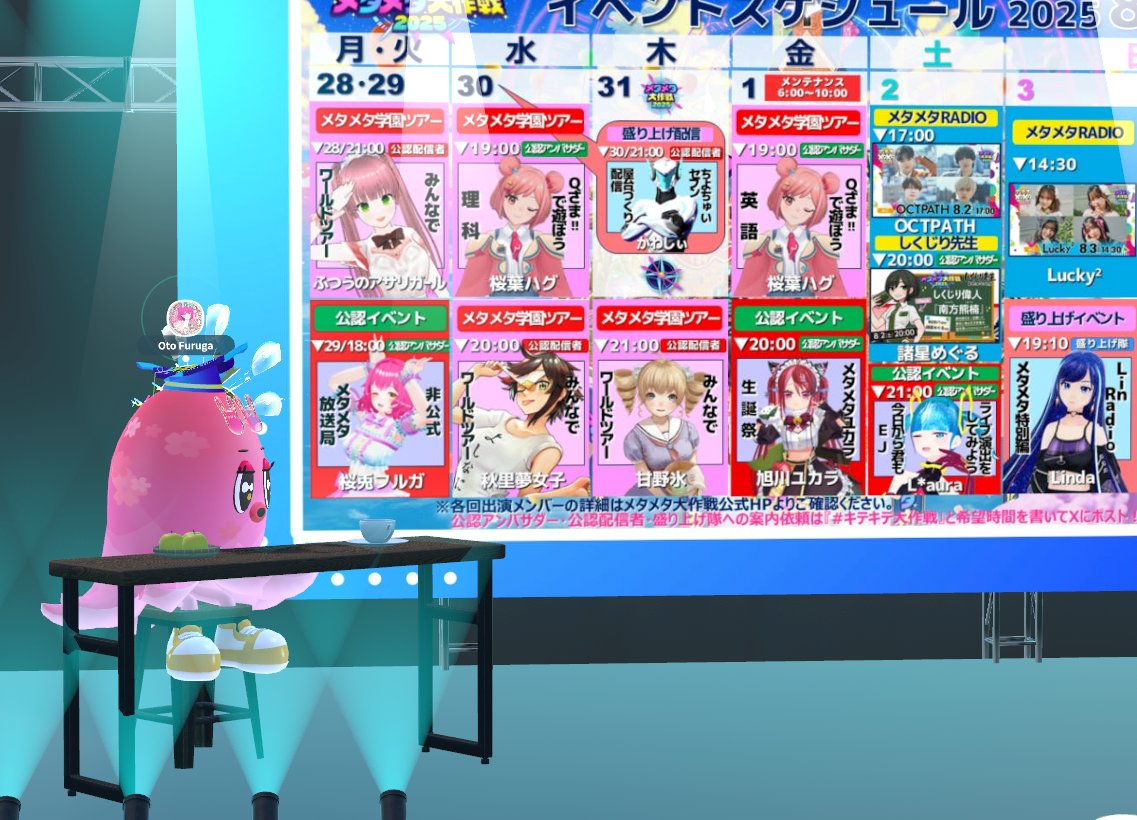 メタメタ大作戦
2025
イベントスケジュール 2025
月・火
水
木
金
土
28・29
30
31
メタメタ
大作戦
2025
1
メンテナンス
6:00〜10:00
2
3
メタメタ学園ツアー
▼28/21:00 公認配信者
ワールドツアー
みんなで
ふつうのアサリガール
メタメタ学園ツアー
▼19:00 公認アンバサダー
理科
Qざま!!
で遊ぼう
桜葉ハグ
盛り上げ配信
▼30/21:00 公認配信者
ちよちゅい
セブン
屋台づくり
配信
かわしぃ
メタメタ学園ツアー
▼19:00 公認アンバサダー
英語
Qざま!!
で遊ぼう
桜葉ハグ
メタメタRADIO
▼17:00
OCTPATH 8.2 17:00
OCTPATH
しくじり先生
▼20:00 公認アンバサダー
しくじり偉人
『南方熊楠』
諸星めぐる
メタメタRADIO
▼14:30
Lucky² 8.3 14:30
Lucky²
公認イベント
▼29/18:00 公認アンバサダー
メタメタ
放送局
非公式
桜兎フルガ
メタメタ学園ツアー
▼20:00 公認配信者
ワールドツアー
みんなで
秋里夢女子
メタメタ学園ツアー
▼21:00 公認配信者
ワールドツアー
みんなで
甘野氷
公認イベント
▼20:00 公認アンバサダー
生誕祭
メタメタユカラ
旭川ユカラ
公認イベント
▼21:00 公認アンバサダー
ライブ演出を
してみよう
今日から君も
EJ
L*aura
盛り上げイベント
▼19:10 盛り上げ隊
Lin Radio
メタメタ特別編
Linda
※各回出演メンバーの詳細はメタメタ大作戦公式HPよりご確認ください。
公認アンバサダー・公認配信者・盛り上げ隊への案内依頼は『#キテキテ大作戦』と希望時間を書いてXにポスト
Oto Furuga